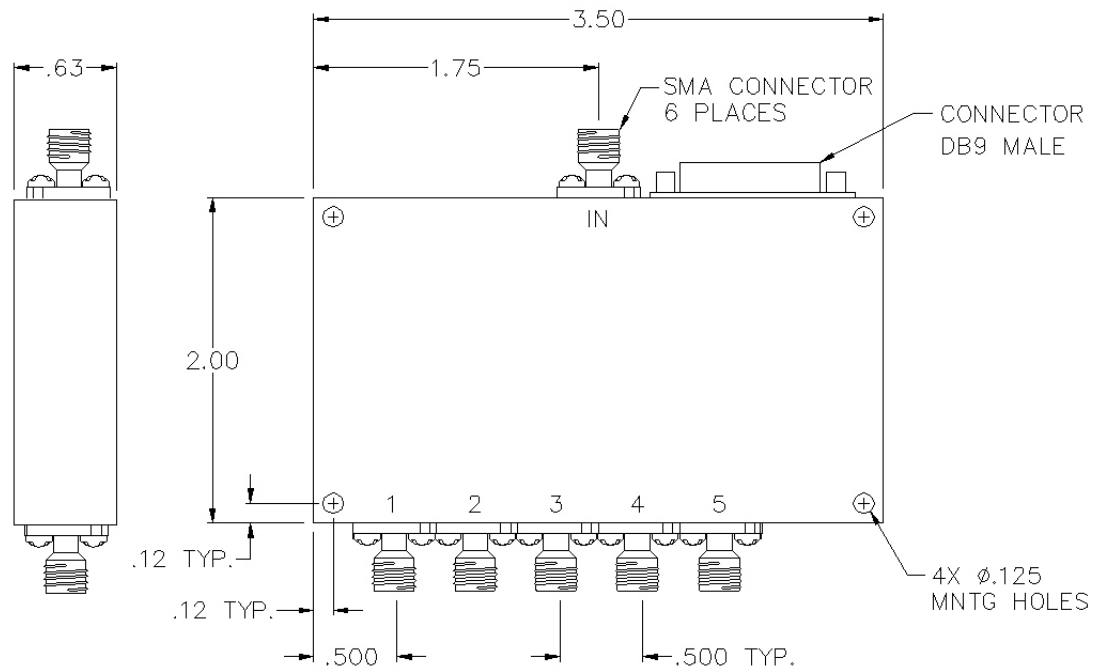 3.50
.63
1.75
SMA CONNECTOR
6 PLACES
CONNECTOR
DB9 MALE
IN
2.00
1 2 3 4 5
.12 TYP.
4X Ø.125
MNTG HOLES
.12 TYP.
.500
.500 TYP.